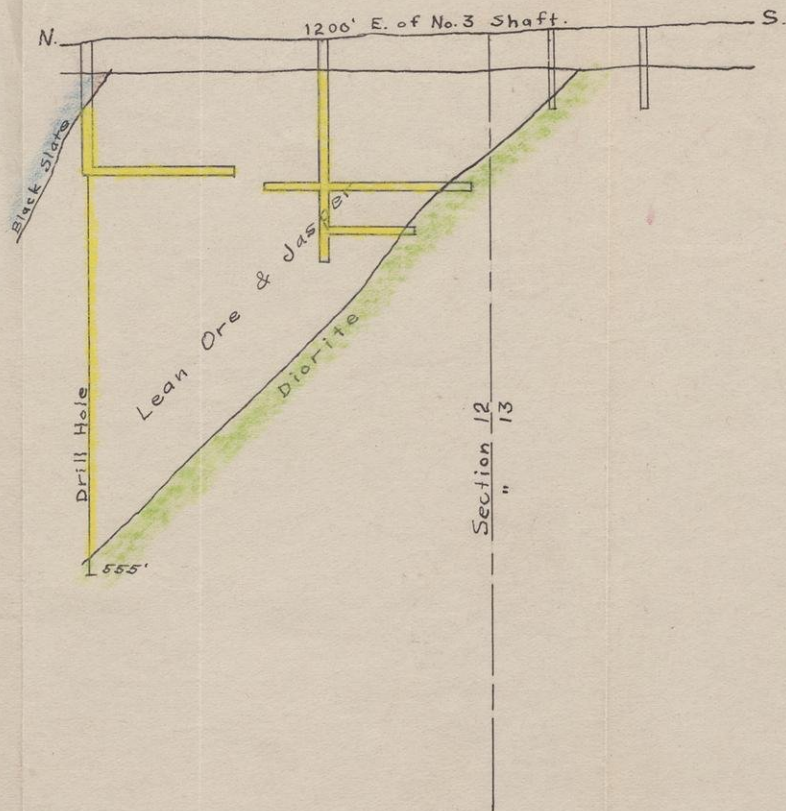 1200' E. of No. 3 Shaft.
N.
S.
Black Slate
Lean Ore & Jasper
Diorite
Drill Hole
Section 12
" 13
555'